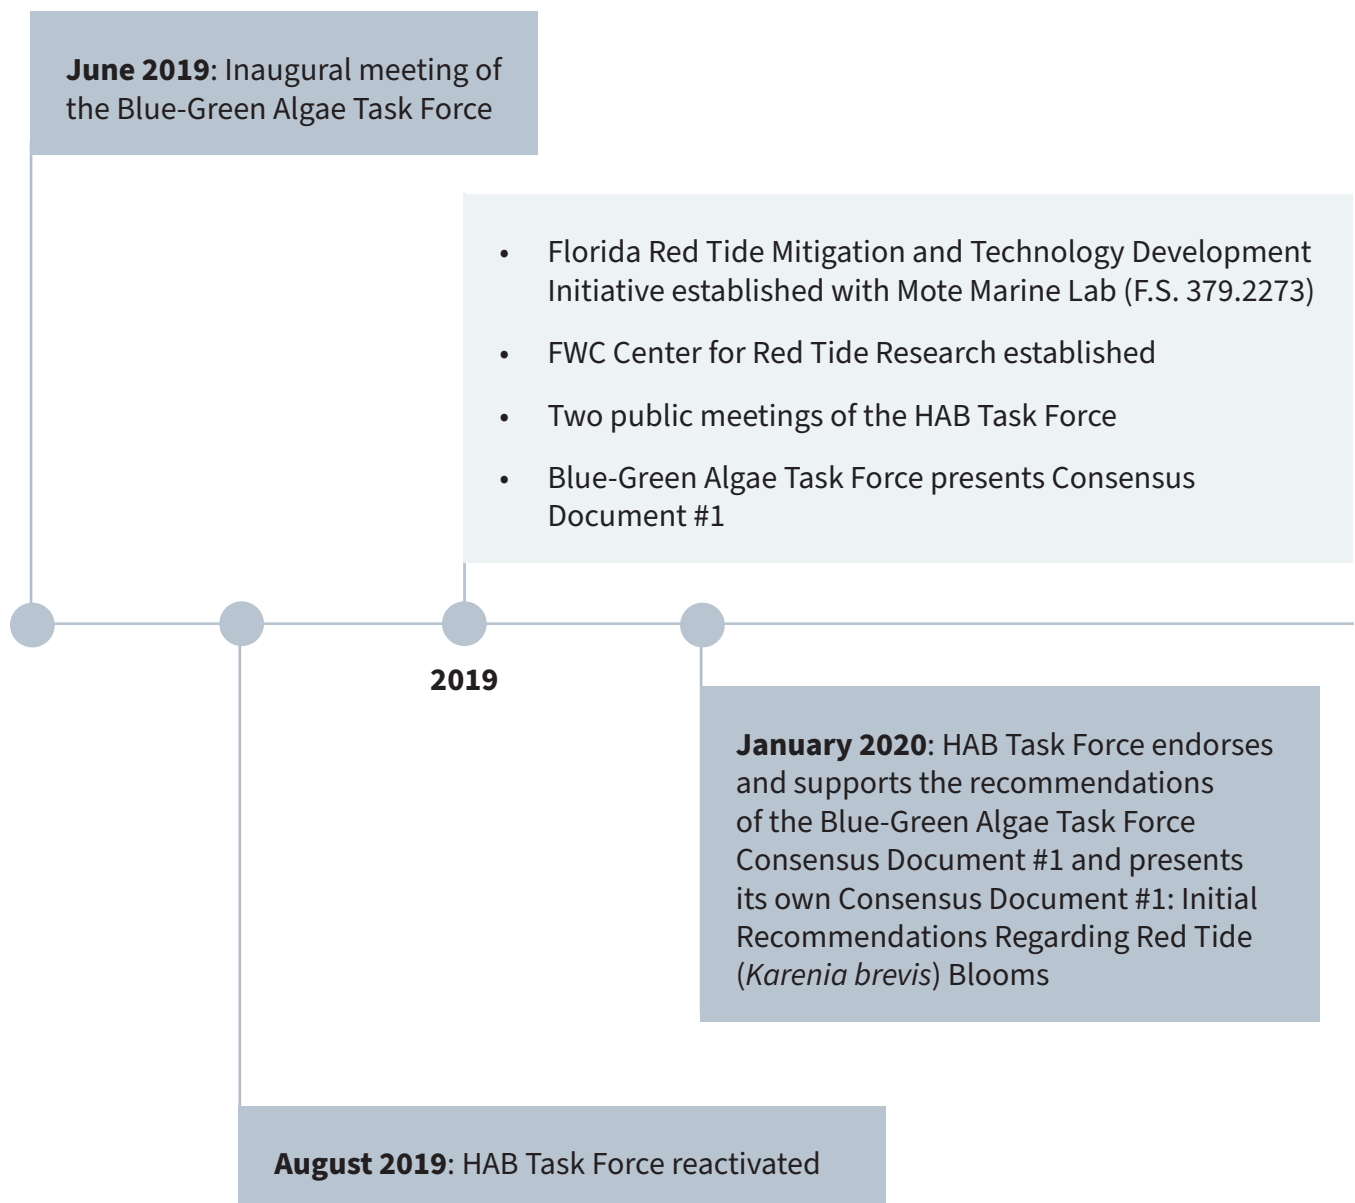 June 2019: Inaugural meeting of
the Blue-Green Algae Task Force
• Florida Red Tide Mitigation and Technology Development
Initiative established with Mote Marine Lab (F.S. 379.2273)
• FWC Center for Red Tide Research established
• Two public meetings of the HAB Task Force
• Blue-Green Algae Task Force presents Consensus
Document #1
2019
January 2020: HAB Task Force endorses
and supports the recommendations
of the Blue-Green Algae Task Force
Consensus Document #1 and presents
its own Consensus Document #1: Initial
Recommendations Regarding Red Tide
(Karenia brevis) Blooms
August 2019: HAB Task Force reactivated